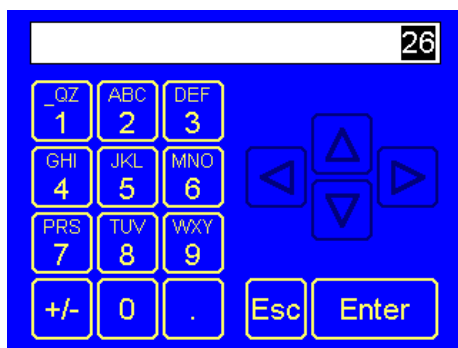 26
_QZ ABC DEF
1 2 3
GHI JKL MNO
4 5 6
PRS TUV WXY
7 8 9
+/- 0 . Esc Enter